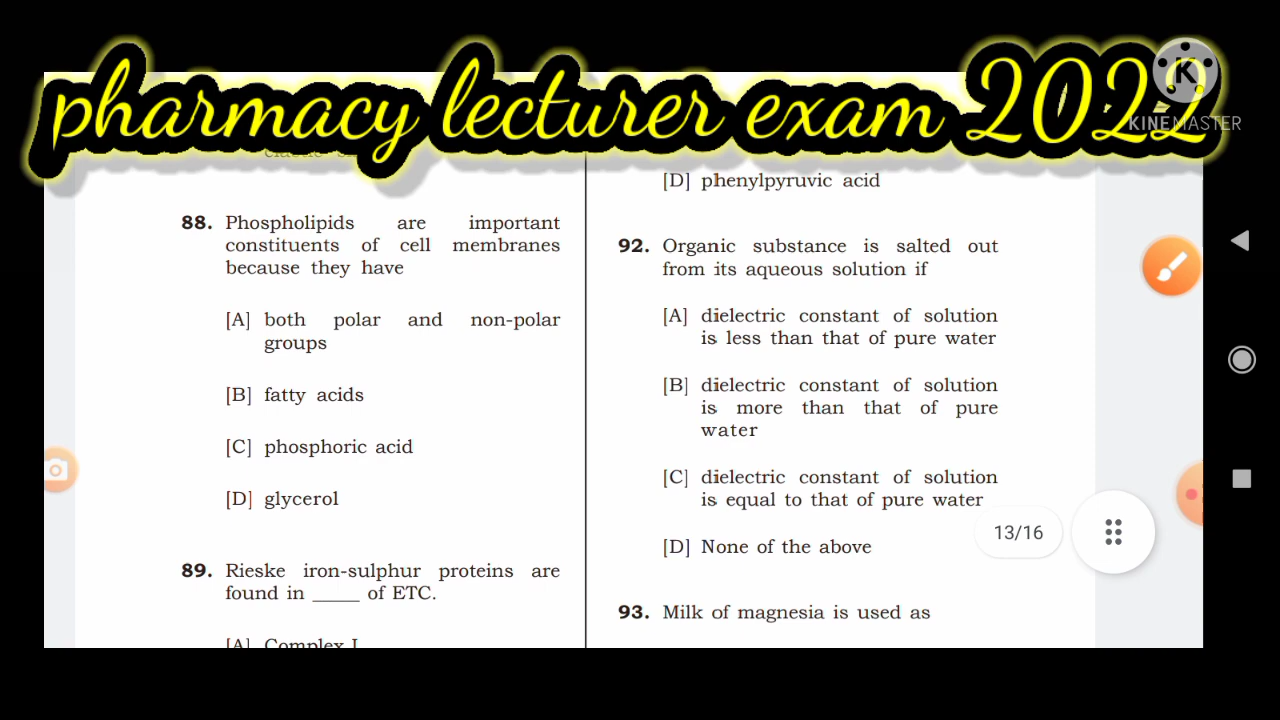 pharmacy lecturer exam 2022
KINEMASTER
88. Phospholipids are important
constituents of cell membranes
because they have
[A] both polar and non-polar
groups
[B] fatty acids
[C] phosphoric acid
[D] glycerol
89. Rieske iron-sulphur proteins are
found in _____ of ETC.
[A] Complex I
[D] phenylpyruvic acid
92. Organic substance is salted out
from its aqueous solution if
[A] dielectric constant of solution
is less than that of pure water
[B] dielectric constant of solution
is more than that of pure
water
[C] dielectric constant of solution
is equal to that of pure water
[D] None of the above
93. Milk of magnesia is used as
13/16